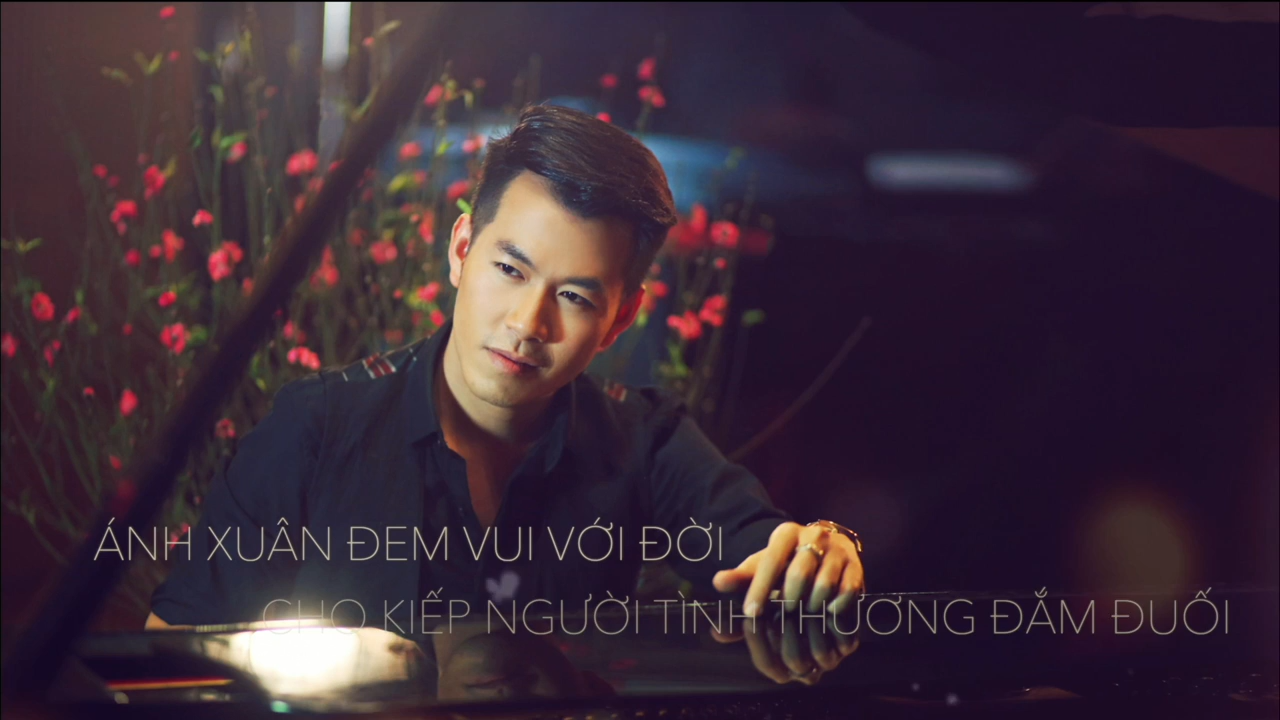 ÁNH XUÂN ĐEM VUI VỚI ĐỜI
CHO KIẾP NGƯỜI TÌNH THƯƠNG ĐẮM ĐUỐI